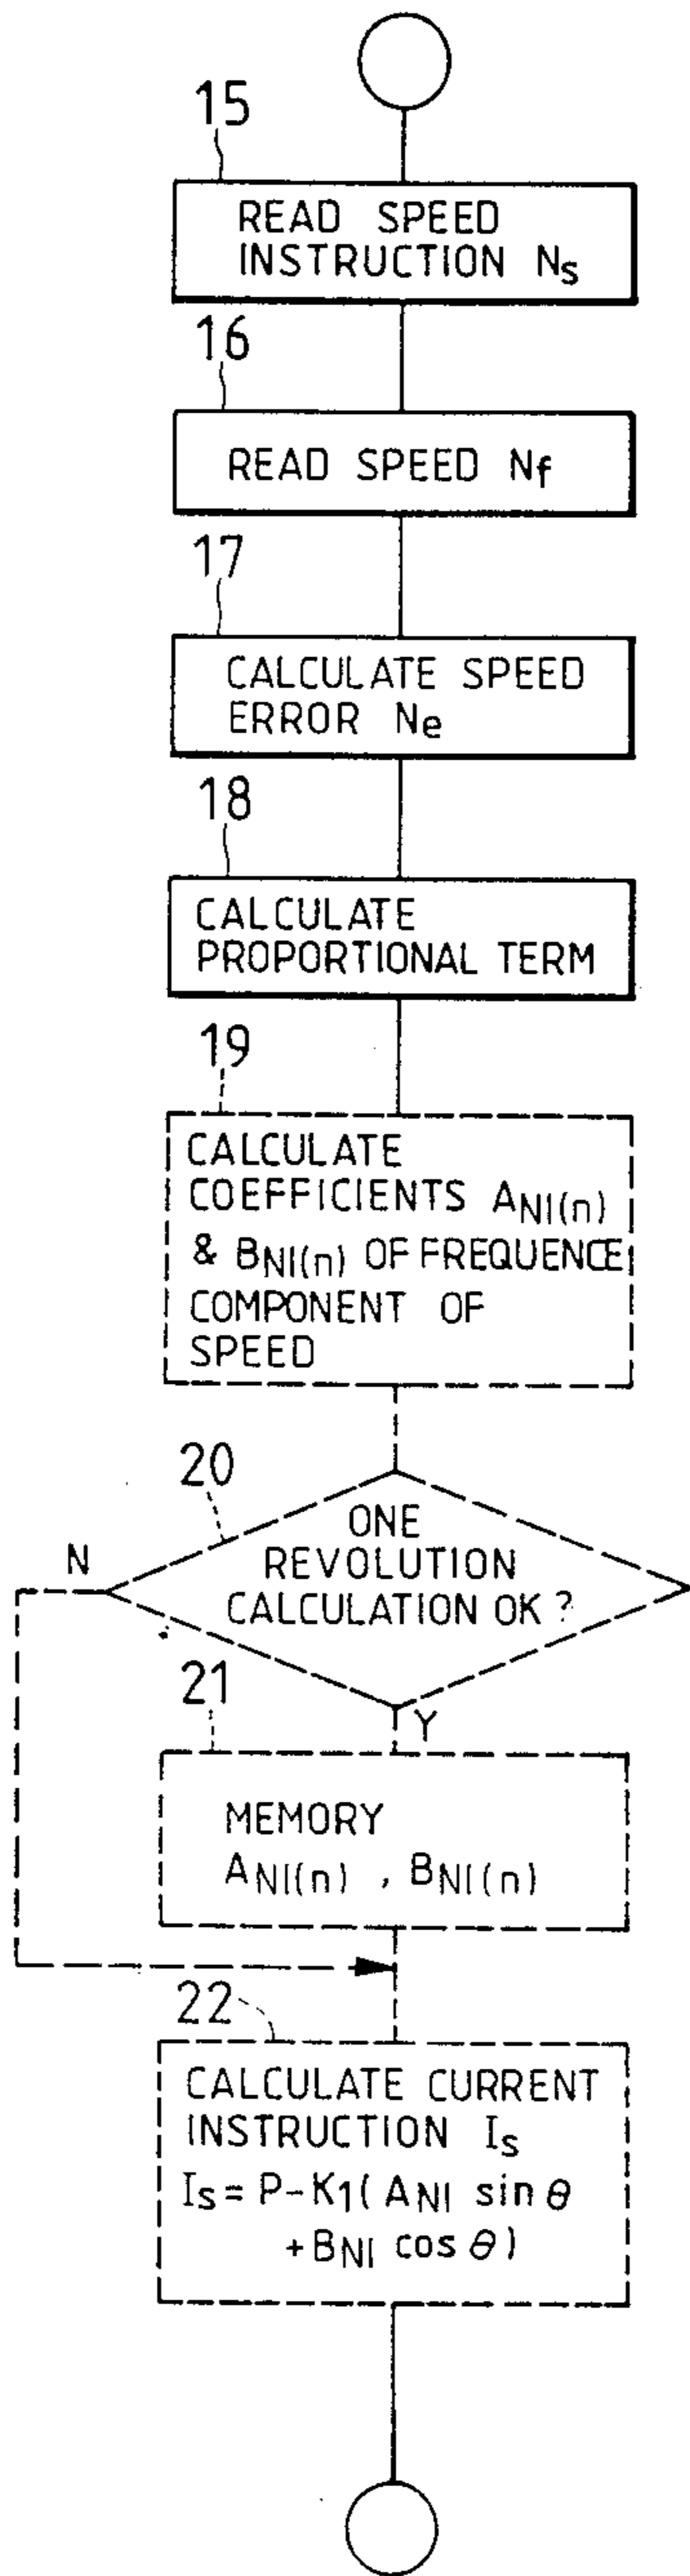 15
READ SPEED
INSTRUCTION Ns
16
READ SPEED Nf
17
CALCULATE SPEED
ERROR Ne
18
CALCULATE
PROPORTIONAL TERM
19
CALCULATE
COEFFICIENTS ANI(n)
& BNI(n) OF FREQUENCE
COMPONENT OF
SPEED
20
N
ONE
REVOLUTION
CALCULATION OK ?
21
Y
MEMORY
ANI(n) , BNI(n)
22
CALCULATE CURRENT
INSTRUCTION Is
Is = P-K1( ANI sin θ
+BNI cos θ)